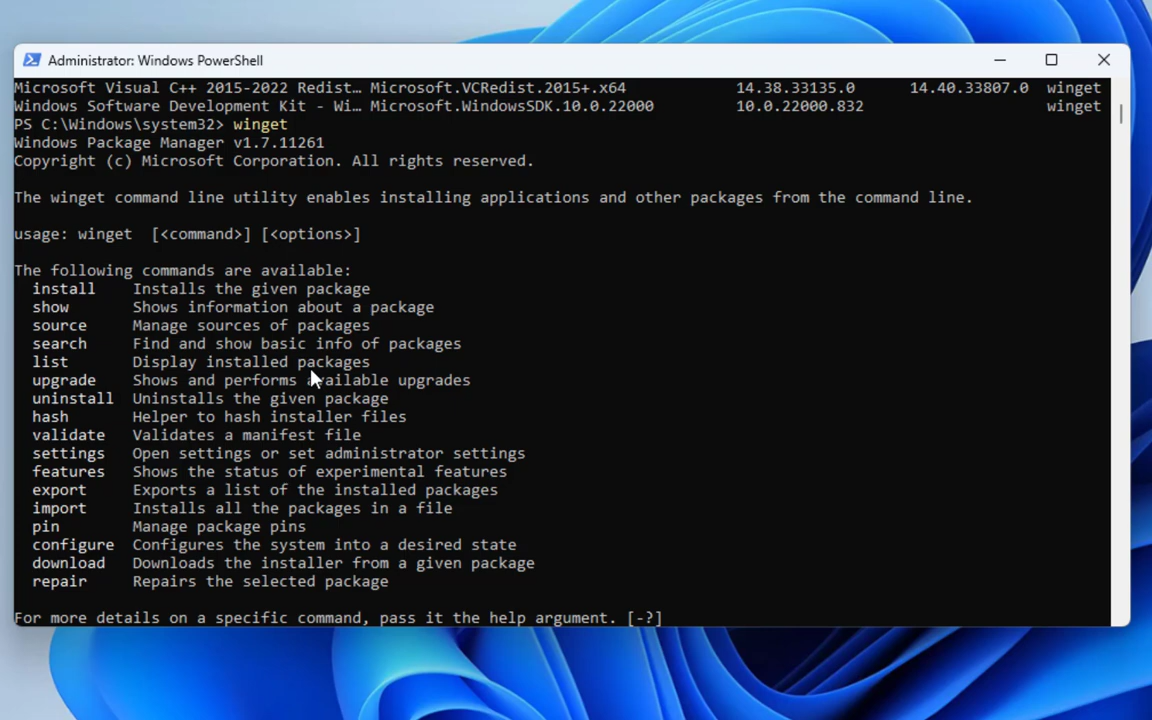 Administrator: Windows PowerShell
Microsoft Visual C++ 2015-2022 Redist… Microsoft.VCRedist.2015+.x64 14.38.33135.0 14.40.33807.0 winget
Windows Software Development Kit - Wi… Microsoft.WindowsSDK.10.0.22000 10.0.22000.832 winget
PS C:\Windows\system32> winget
Windows Package Manager v1.7.11261
Copyright (c) Microsoft Corporation. All rights reserved.
The winget command line utility enables installing applications and other packages from the command line.
usage: winget  [<command>] [<options>]
The following commands are available:
install Installs the given package
show Shows information about a package
source Manage sources of packages
search Find and show basic info of packages
list Display installed packages
upgrade Shows and performs available upgrades
uninstall Uninstalls the given package
hash Helper to hash installer files
validate Validates a manifest file
settings Open settings or set administrator settings
features Shows the status of experimental features
export Exports a list of the installed packages
import Installs all the packages in a file
pin Manage package pins
configure Configures the system into a desired state
download Downloads the installer from a given package
repair Repairs the selected package
For more details on a specific command, pass it the help argument. [-?]